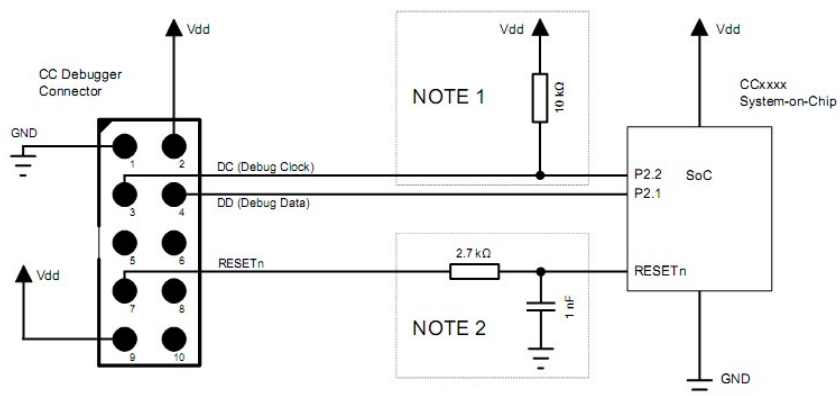 Vdd
CC Debugger
Connector
GND
1
2
DC (Debug Clock)
3
4
DD (Debug Data)
5
6
RESETn
Vdd
7
8
9
10
NOTE 1
Vdd
10 kΩ
NOTE 2
2.7 kΩ
1 nF
Vdd
CCxxxx
System-on-Chip
P2.2
SoC
P2.1
RESETn
GND